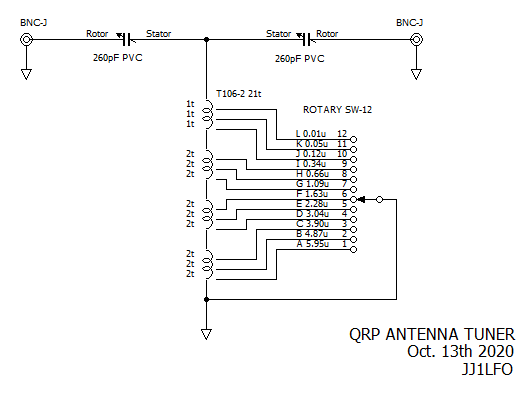 BNC-J
BNC-J
Rotor
Stator
Stator
Rotor
260pF PVC
260pF PVC
T106-2 21t
1t
1t
1t
ROTARY SW-12
L 0.01u 12
K 0.05u 11
J 0.12u 10
I 0.34u 9
H 0.66u 8
G 1.09u 7
F 1.63u 6
E 2.28u 5
D 3.04u 4
C 3.90u 3
B 4.87u 2
A 5.95u 1
2t
2t
2t
2t
2t
2t
2t
2t
QRP ANTENNA TUNER
Oct. 13th 2020
JJ1LFO